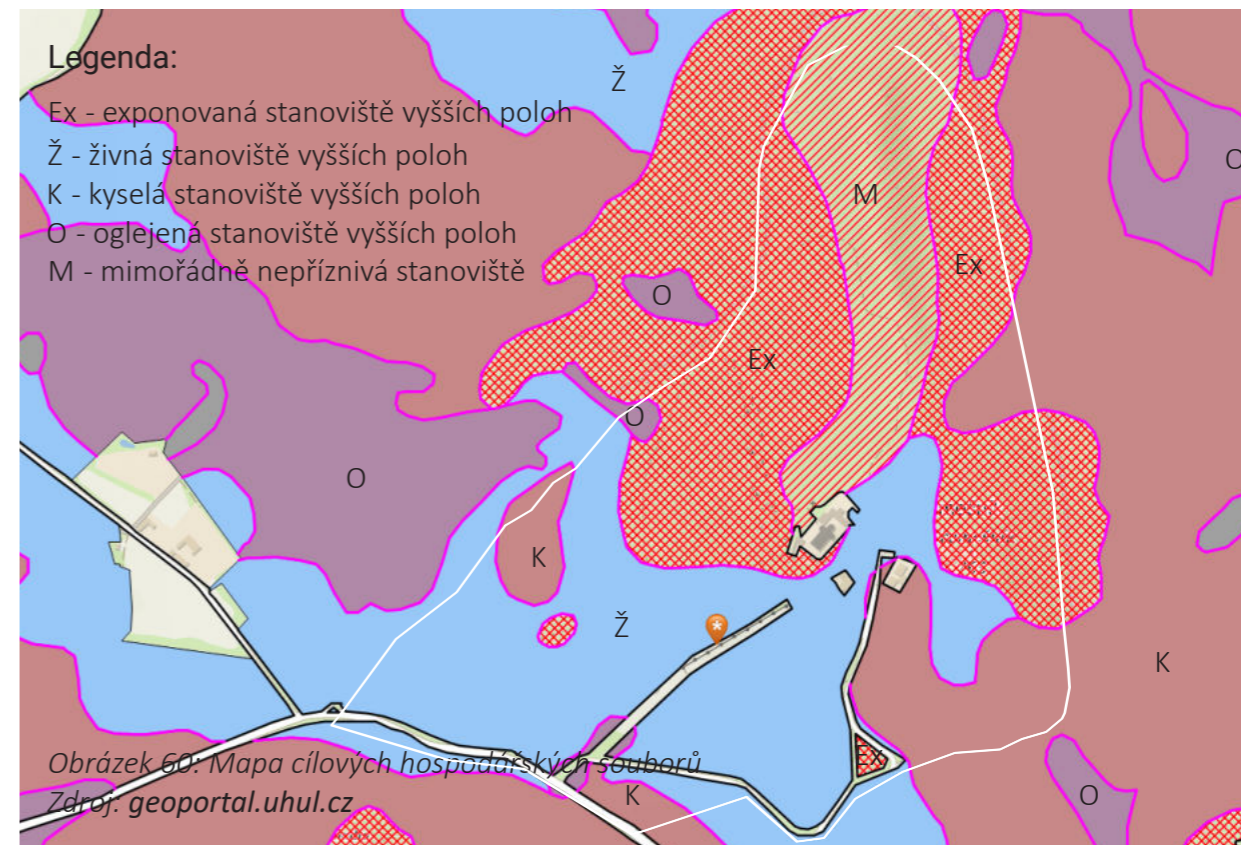 Legenda:
Ex - exponovaná stanoviště vyšších poloh
Ž - živná stanoviště vyšších poloh
K - kyselá stanoviště vyšších poloh
O - oglejená stanoviště vyšších poloh
M - mimořádně nepříznivá stanoviště
Ž
O
M
Ex
O
Ex
O
O
K
Ž
K
Ex
K
O
Obrázek 60: Mapa cílových hospodářských souborů
Zdroj: geoportal.uhul.cz